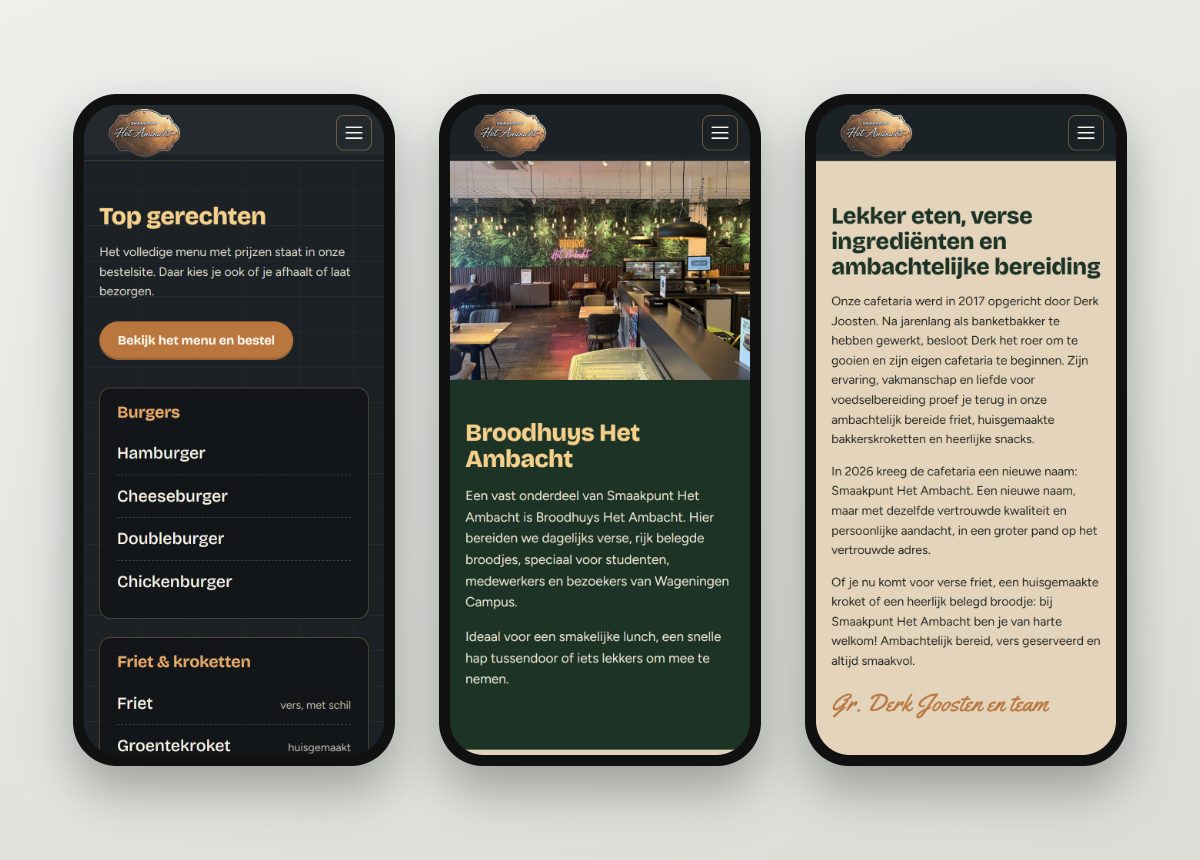 SMAAKPUNT
Het Ambacht
Top gerechten
Het volledige menu met prijzen staat in onze
bestelsite. Daar kies je ook of je afhaalt of laat
bezorgen.
Bekijk het menu en bestel
Burgers
Hamburger
Cheeseburger
Doubleburger
Chickenburger
Friet & kroketten
Friet vers, met schil
Groentekroket huisgemaakt
SMAAKPUNT
Het Ambacht
Het Ambacht
Broodhuys Het
Ambacht
Een vast onderdeel van Smaakpunt Het
Ambacht is Broodhuys Het Ambacht. Hier
bereiden we dagelijks verse, rijk belegde
broodjes, speciaal voor studenten,
medewerkers en bezoekers van Wageningen
Campus.
Ideaal voor een smakelijke lunch, een snelle
hap tussendoor of iets lekkers om mee te
nemen.
SMAAKPUNT
Het Ambacht
Lekker eten, verse
ingrediënten en
ambachtelijke bereiding
Onze cafetaria werd in 2017 opgericht door Derk
Joosten. Na jarenlang als banketbakker te
hebben gewerkt, besloot Derk het roer om te
gooien en zijn eigen cafetaria te beginnen. Zijn
ervaring, vakmanschap en liefde voor
voedselbereiding proef je terug in onze
ambachtelijk bereide friet, huisgemaakte
bakkerskroketten en heerlijke snacks.
In 2026 kreeg de cafetaria een nieuwe naam:
Smaakpunt Het Ambacht. Een nieuwe naam,
maar met dezelfde vertrouwde kwaliteit en
persoonlijke aandacht, in een groter pand op het
vertrouwde adres.
Of je nu komt voor verse friet, een huisgemaakte
kroket of een heerlijk belegd broodje: bij
Smaakpunt Het Ambacht ben je van harte
welkom! Ambachtelijk bereid, vers geserveerd en
altijd smaakvol.
Gr. Derk Joosten en team